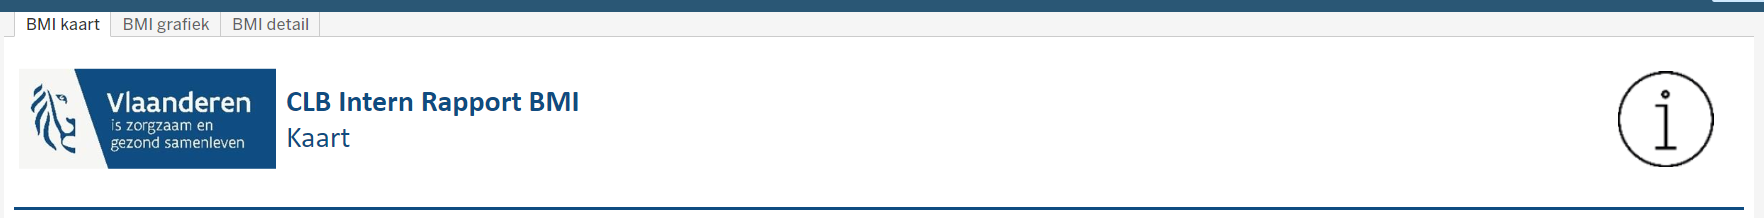 BMI kaart
BMI grafiek
BMI detail
Vlaanderen
is zorgzaam en
gezond samenleven
CLB Intern Rapport BMI
Kaart
i